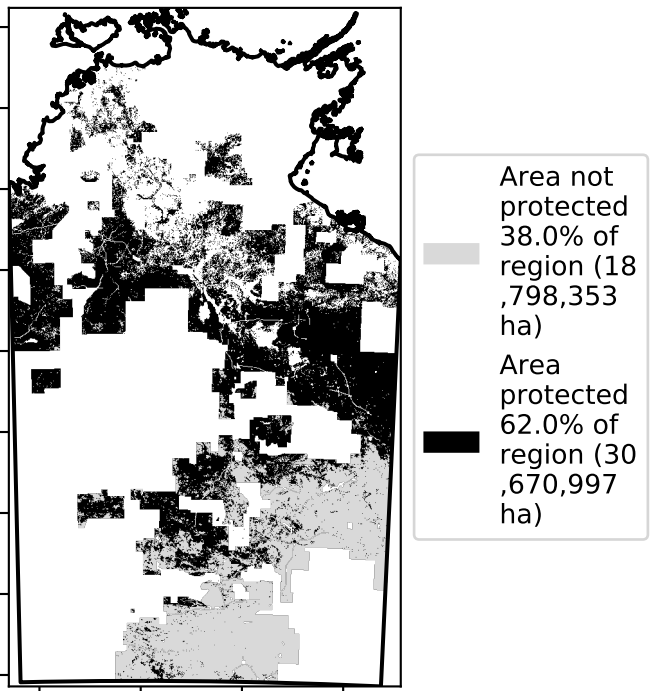 Area not
protected
38.0% of
region (18
,798,353
ha)
Area
protected
62.0% of
region (30
,670,997
ha)